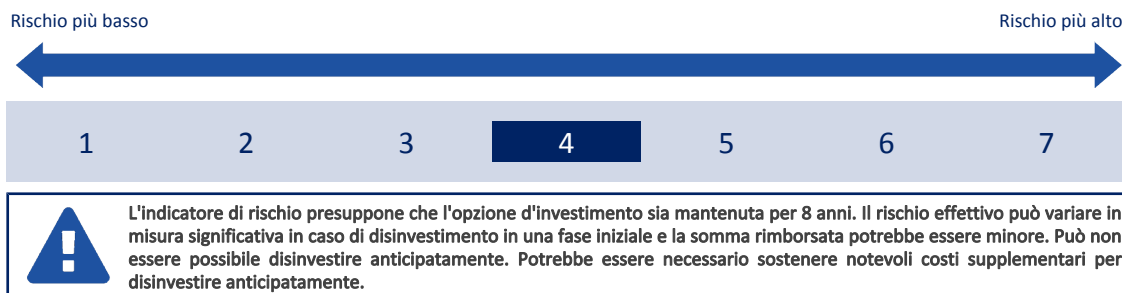 Rischio più basso Rischio più alto
1 2 3 4 5 6 7
L'indicatore di rischio presuppone che l'opzione d'investimento sia mantenuta per 8 anni. Il rischio effettivo può variare in
misura significativa in caso di disinvestimento in una fase iniziale e la somma rimborsata potrebbe essere minore. Può non
essere possibile disinvestire anticipatamente. Potrebbe essere necessario sostenere notevoli costi supplementari per
disinvestire anticipatamente.